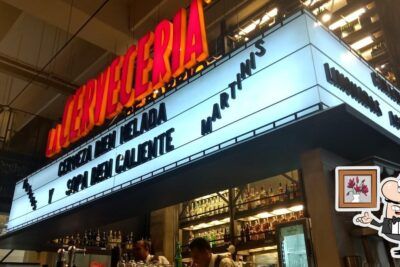 LA CERVECERIA
CERVEZA BIEN HELADA
Y SOPA BIEN CALIENTE
MARTINIS